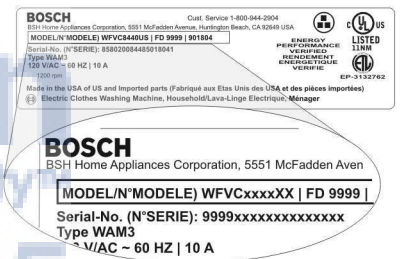 BOSCH
Cust. Service 1-800-944-2904
BSH Home Appliances Corporation, 5551 McFadden Avenue, Huntington Beach, CA 92649 USA
MODEL/N°MODELE) WFVC8440US | FD 9999 | 901804
Serial-No. (N°SERIE): 858020084485018041
Type WAM3
120 V/AC ~ 60 HZ | 10 A
1200 rpm
ENERGY
PERFORMANCE
VERIFIED
RENDEMENT
ENERGETIQUE
VERIFIE
C UL US
LISTED
11NM
EP-3132762
Made in the USA of US and Imported parts (Fabriqué aux Etats Unis des USA et des pièces importées)
Electric Clothes Washing Machine, Household/Lava-Linge Electrique, Ménager
BOSCH
BSH Home Appliances Corporation, 5551 McFadden Aven
MODEL/N°MODELE) WFVCxxxxXX | FD 9999 |
Serial-No. (N°SERIE): 9999xxxxxxxxxxxxxx
Type WAM3
V/AC ~ 60 HZ | 10 A